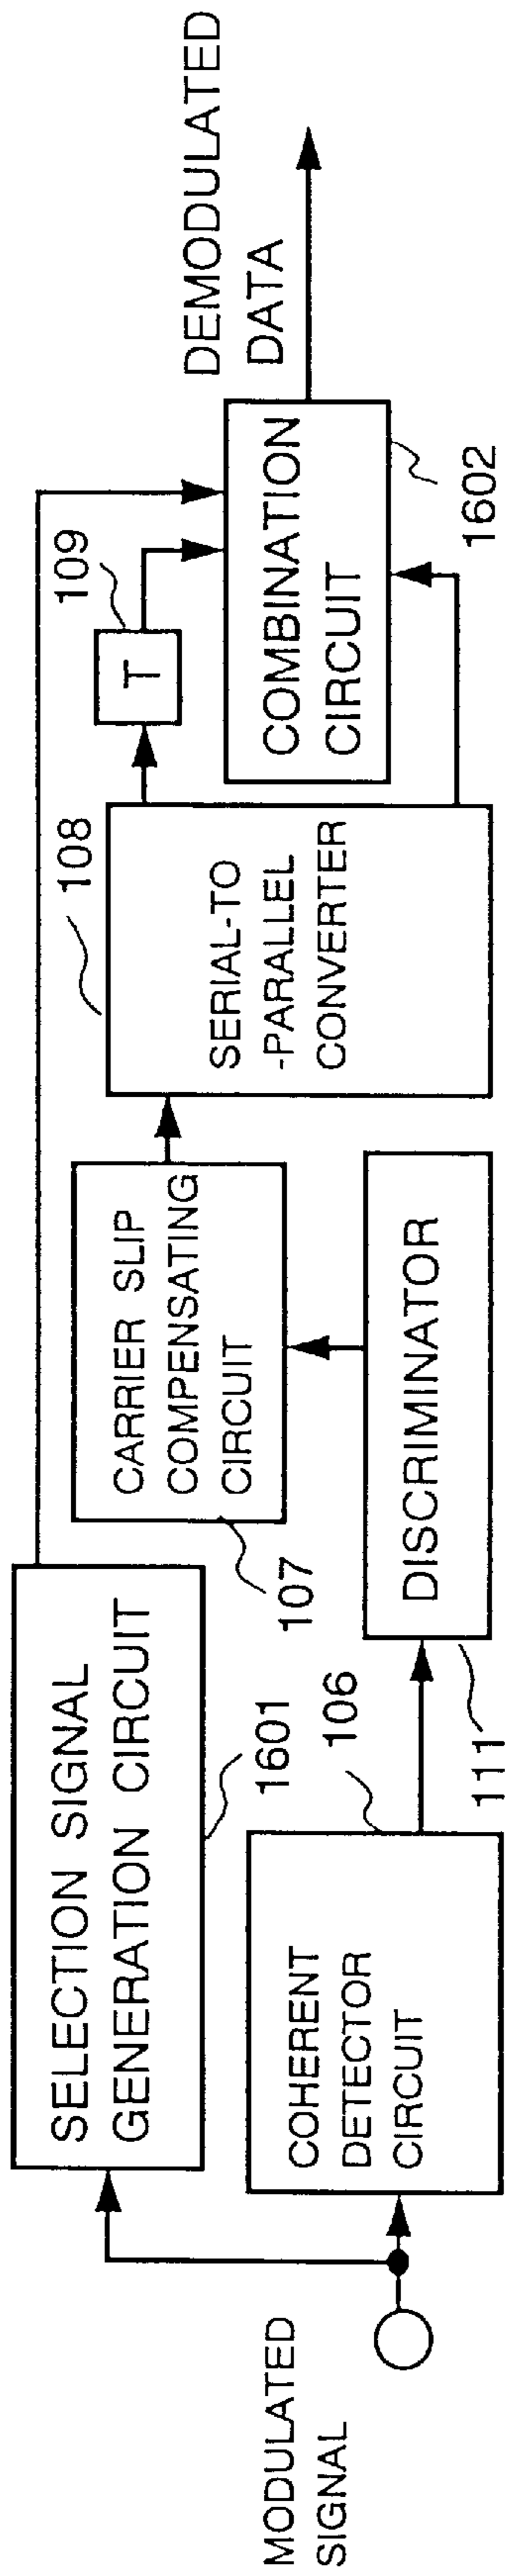 MODULATED
SIGNAL
SELECTION SIGNAL
GENERATION CIRCUIT
1601
COHERENT
DETECTOR
CIRCUIT
106
DISCRIMINATOR
111
CARRIER SLIP
COMPENSATING
CIRCUIT
107
SERIAL-TO
-PARALLEL
CONVERTER
108
T
109
COMBINATION
CIRCUIT
1602
DEMODULATED
DATA